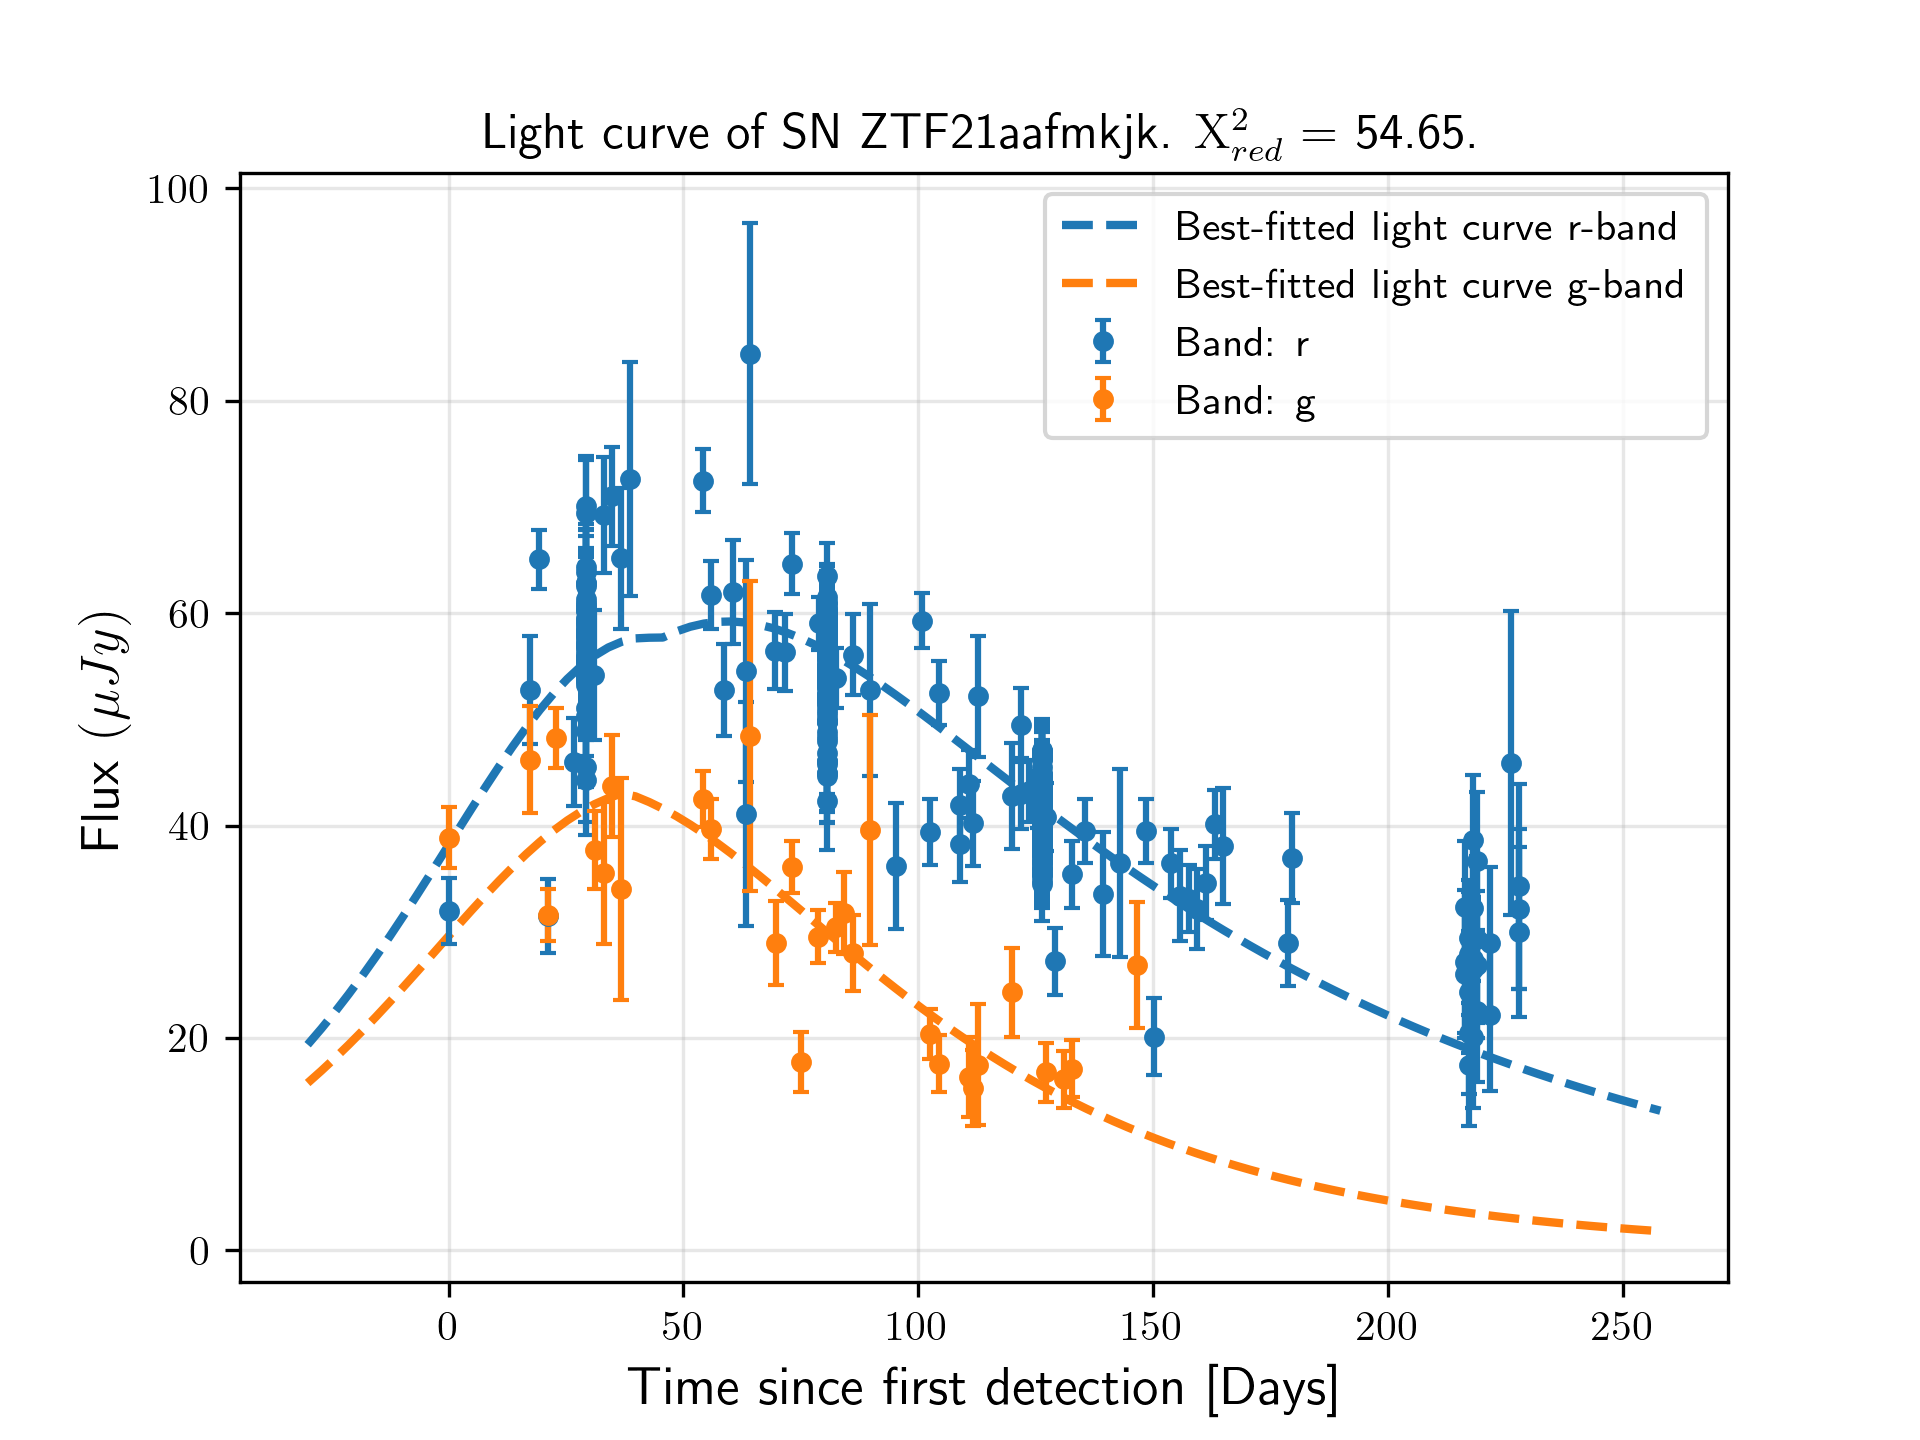 Light curve of SN ZTF21aafmkjk. X²_red = 54.65.
100
80
60
40
20
0
Flux (μJy)
Best-fitted light curve r-band
Best-fitted light curve g-band
Band: r
Band: g
0 50 100 150 200 250
Time since first detection [Days]